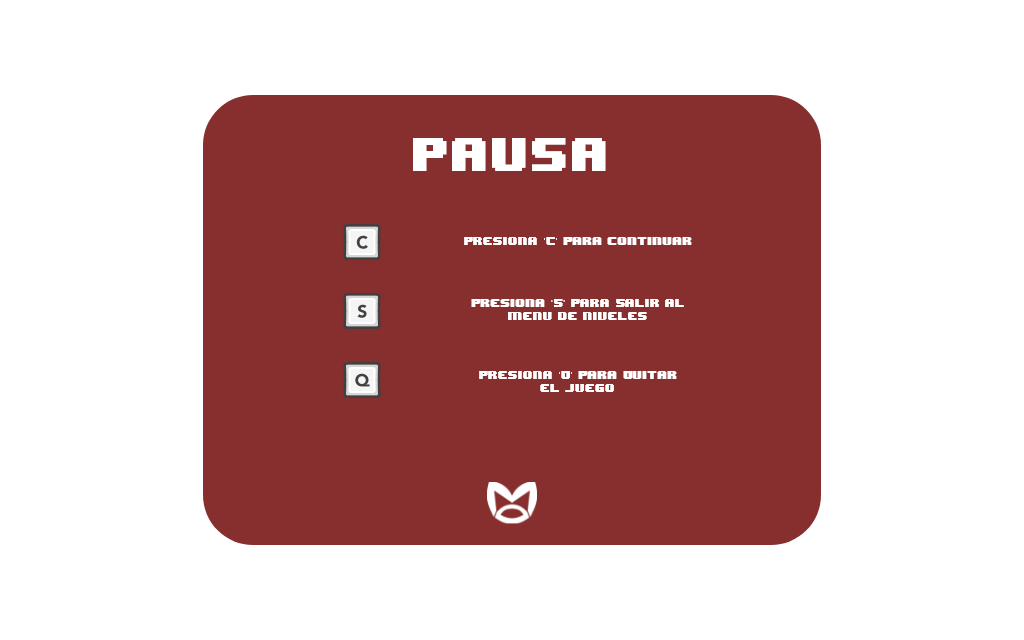 PAUSA
C
PRESIONA 'C' PARA CONTINUAR
S
PRESIONA 'S' PARA SALIR AL
MENU DE NIVELES
Q
PRESIONA 'Q' PARA QUITAR
EL JUEGO